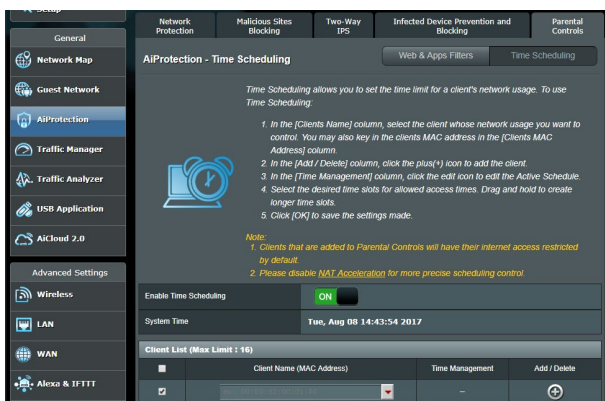 Setup
General
Network Map
Guest Network
AiProtection
Traffic Manager
Traffic Analyzer
USB Application
AiCloud 2.0
Advanced Settings
Wireless
LAN
WAN
Alexa & IFTTT
Network Protection
Malicious Sites Blocking
Two-Way IPS
Infected Device Prevention and Blocking
Parental Controls
AiProtection - Time Scheduling
Web & Apps Filters
Time Scheduling
Time Scheduling allows you to set the time limit for a client's network usage. To use
Time Scheduling:
1. In the [Clients Name] column, select the client whose network usage you want to
control. You may also key in the clients MAC address in the [Clients MAC
Address] column.
2. In the [Add / Delete] column, click the plus(+) icon to add the client.
3. In the [Time Management] column, click the edit icon to edit the Active Schedule.
4. Select the desired time slots for allowed access times. Drag and hold to create
longer time slots.
5. Click [OK] to save the settings made.
Note:
1. Clients that are added to Parental Controls will have their internet access restricted
by default.
2. Please disable NAT Acceleration for more precise scheduling control.
Enable Time Scheduling
ON
System Time
Tue, Aug 08 14:43:54 2017
Client List (Max Limit : 16)
Client Name (MAC Address)
Time Management
Add / Delete
–